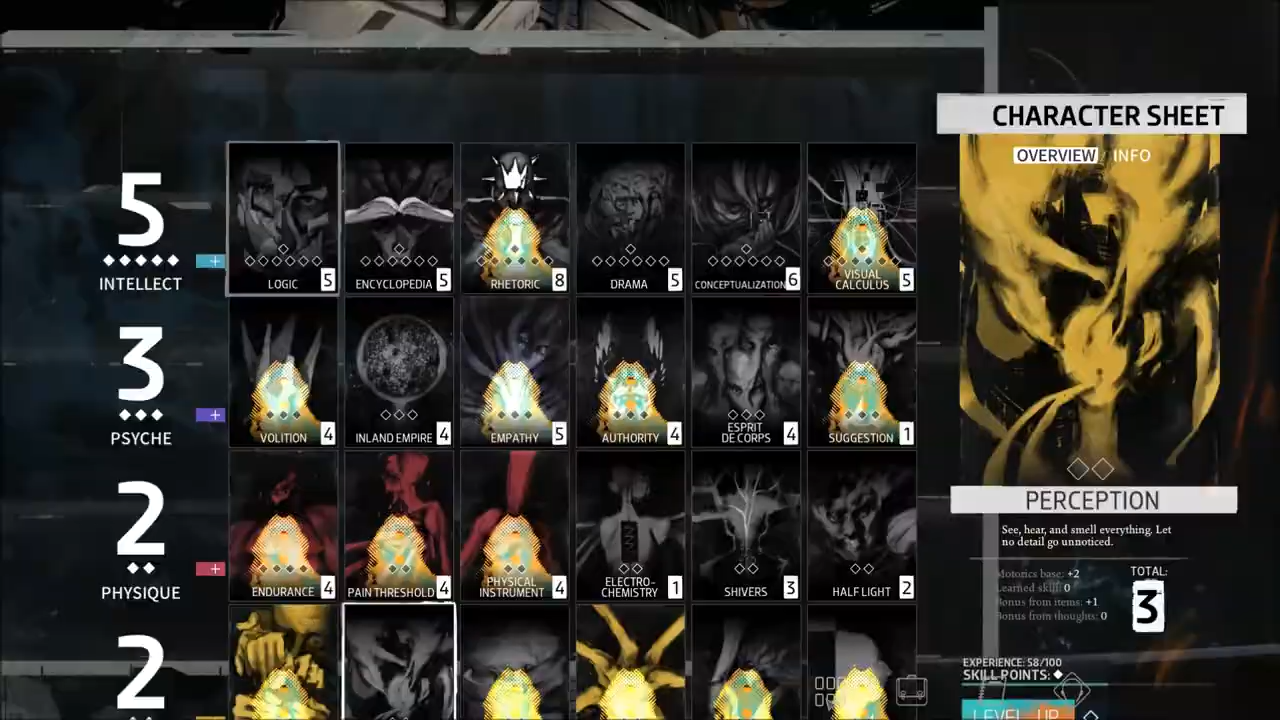 CHARACTER SHEET
OVERVIEW / INFO
5
INTELLECT
LOGIC 5
ENCYCLOPEDIA 5
RHETORIC 8
DRAMA 5
CONCEPTUALIZATION 6
VISUAL
CALCULUS 5
3
PSYCHE
VOLITION 4
INLAND EMPIRE 4
EMPATHY 5
AUTHORITY 4
ESPRIT
DE CORPS 4
SUGGESTION 1
2
PHYSIQUE
ENDURANCE 4
PAIN THRESHOLD 4
PHYSICAL
INSTRUMENT 4
ELECTRO-
CHEMISTRY 1
SHIVERS 3
HALF LIGHT 2
2
PERCEPTION
See, hear, and smell everything. Let
no detail go unnoticed.
Motorics base: +2
Learned skill: 0
Bonus from items: +1
Bonus from thoughts: 0
TOTAL:
3
EXPERIENCE: 58/100
SKILL POINTS:
LEVEL UP